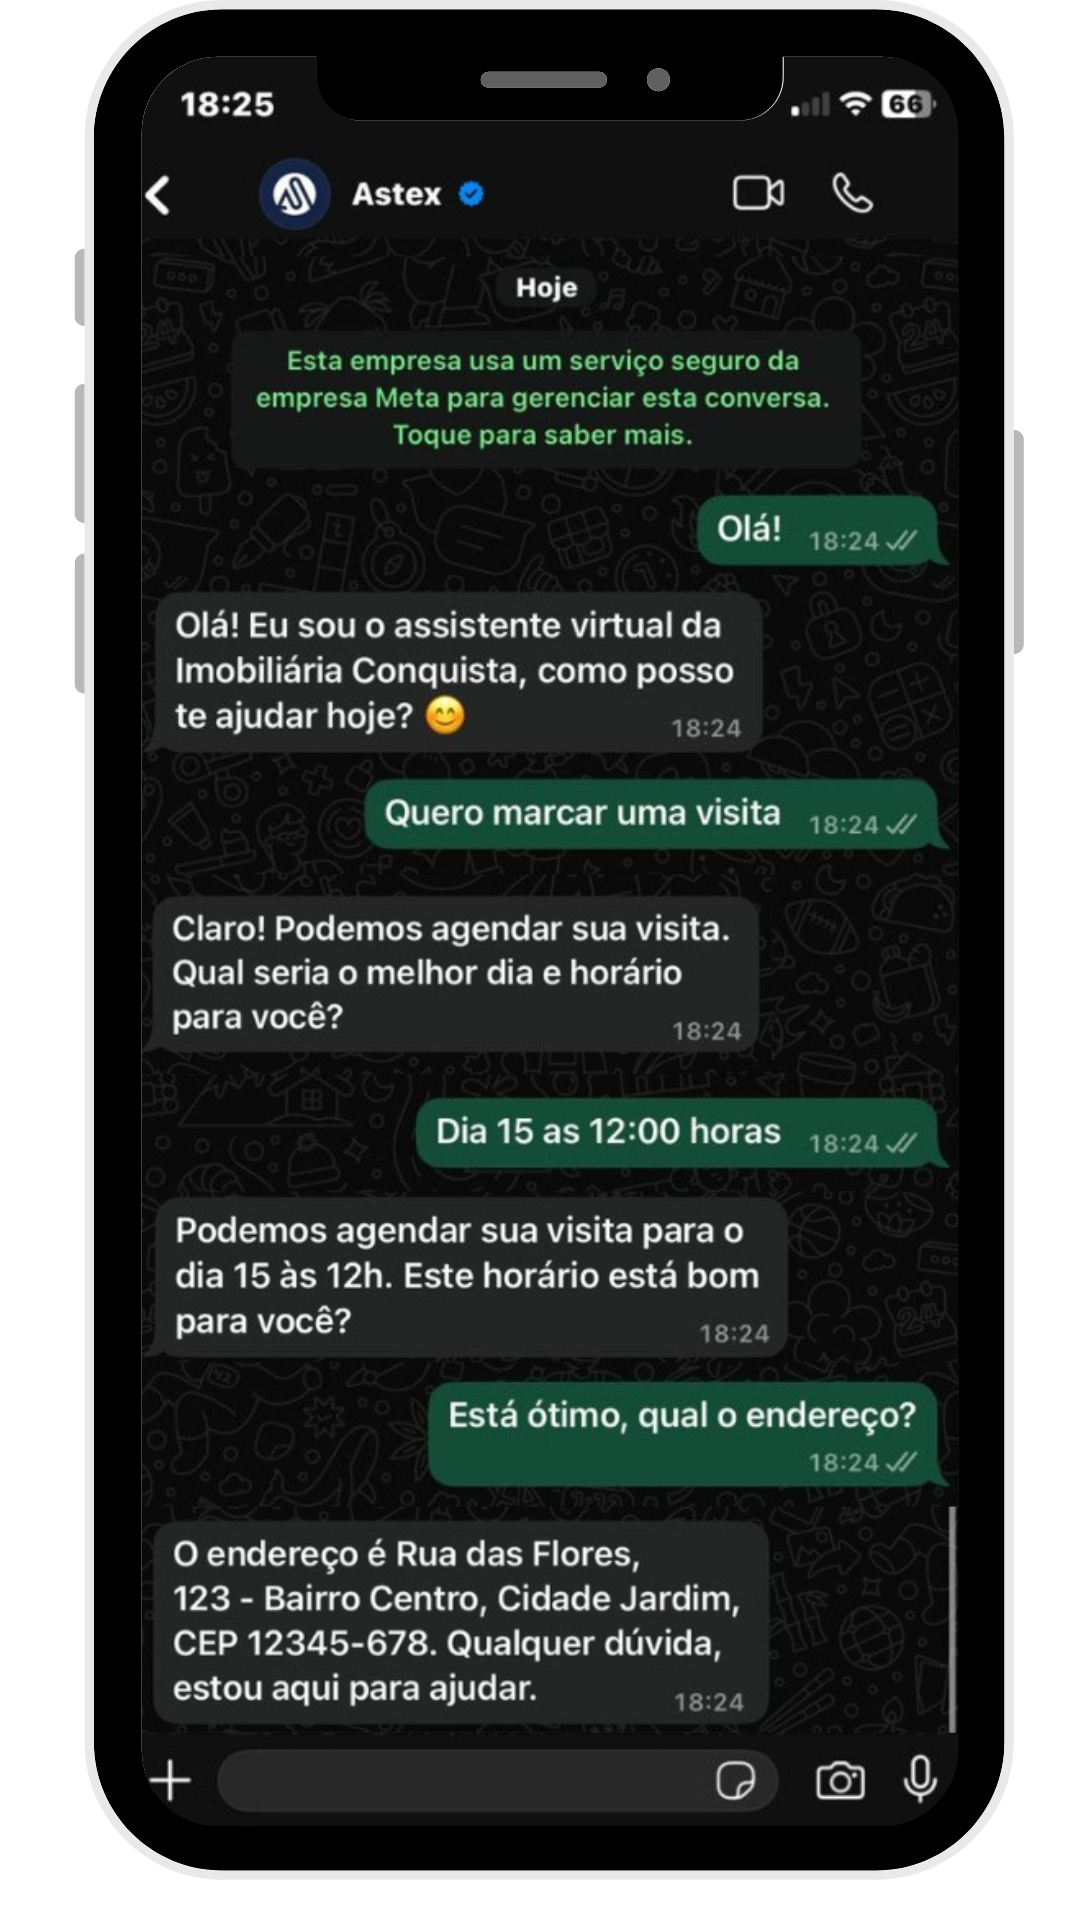 18:25
66
Astex
Hoje
Esta empresa usa um serviço seguro da
empresa Meta para gerenciar esta conversa.
Toque para saber mais.
Olá! 18:24
Olá! Eu sou o assistente virtual da
Imobiliária Conquista, como posso
te ajudar hoje? 😊 18:24
Quero marcar uma visita 18:24
Claro! Podemos agendar sua visita.
Qual seria o melhor dia e horário
para você? 18:24
Dia 15 as 12:00 horas 18:24
Podemos agendar sua visita para o
dia 15 às 12h. Este horário está bom
para você? 18:24
Está ótimo, qual o endereço?
18:24
O endereço é Rua das Flores,
123 - Bairro Centro, Cidade Jardim,
CEP 12345-678. Qualquer dúvida,
estou aqui para ajudar. 18:24